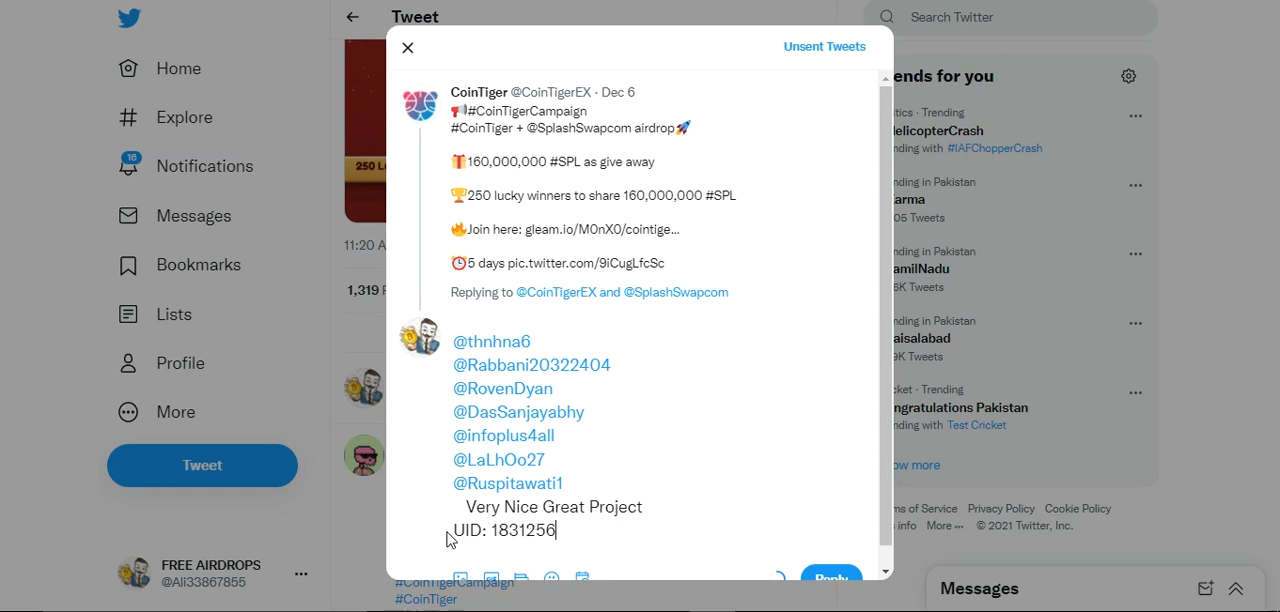 Tweet
Search Twitter
Unsent Tweets
Home
Explore
16
Notifications
Messages
Bookmarks
Lists
Profile
More
Tweet
FREE AIRDROPS
@Ali33867855
CoinTiger @CoinTigerEX · Dec 6
#CoinTigerCampaign
#CoinTiger + @SplashSwapcom airdrop🚀
🎁160,000,000 #SPL as give away
🏆250 lucky winners to share 160,000,000 #SPL
🔥Join here: gleam.io/M0nX0/cointige...
⏰5 days pic.twitter.com/9iCugLfcSc
Replying to @CoinTigerEX and @SplashSwapcom
@thnhna6
@Rabbani20322404
@RovenDyan
@DasSanjayabhy
@infoplus4all
@LaLhOo27
@Ruspitawati1
Very Nice Great Project
UID: 1831256
Reply
250
11:20 A
1,319
#CoinTigerCampaign
#CoinTiger
ends for you
itics · Trending
elicopterCrash
nding with #IAFChopperCrash
nding in Pakistan
arma
05 Tweets
nding in Pakistan
amilNadu
6K Tweets
nding in Pakistan
aisalabad
9K Tweets
cket · Trending
ngratulations Pakistan
nding with Test Cricket
ow more
ms of Service Privacy Policy Cookie Policy
info More ··· © 2021 Twitter, Inc.
Messages